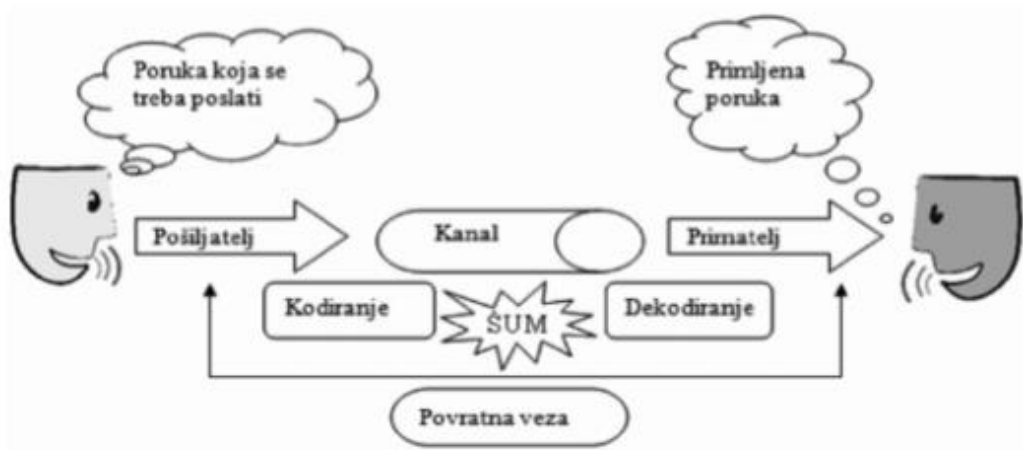 Poruka koja se
treba poslati
Primljena
poruka
Pošiljatelj
Kanal
Primatelj
Kodiranje
ŠUM
Dekodiranje
Povratna veza